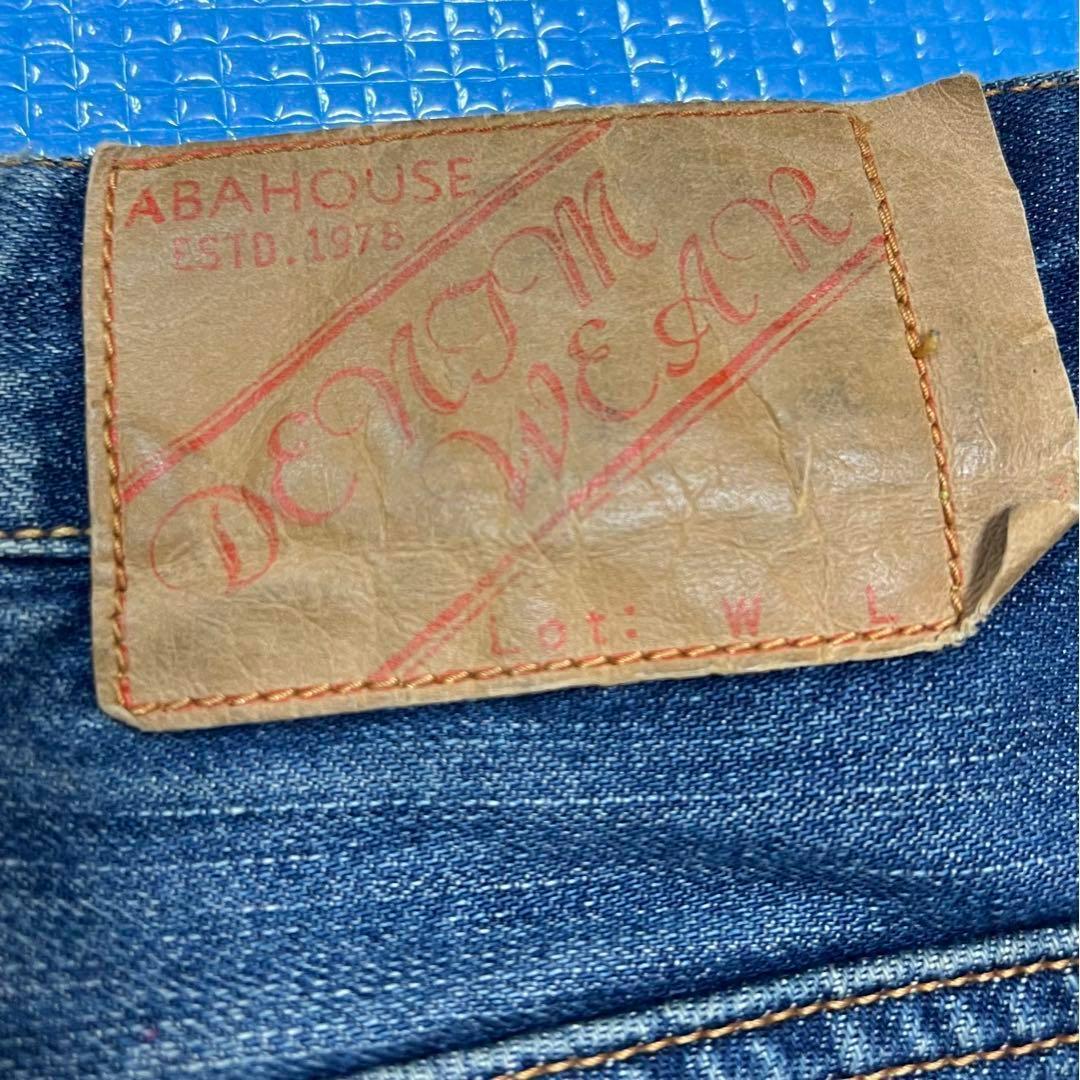 ABAHOUSE
ESTD.1978
DENIM
WEAR
Lot: W L